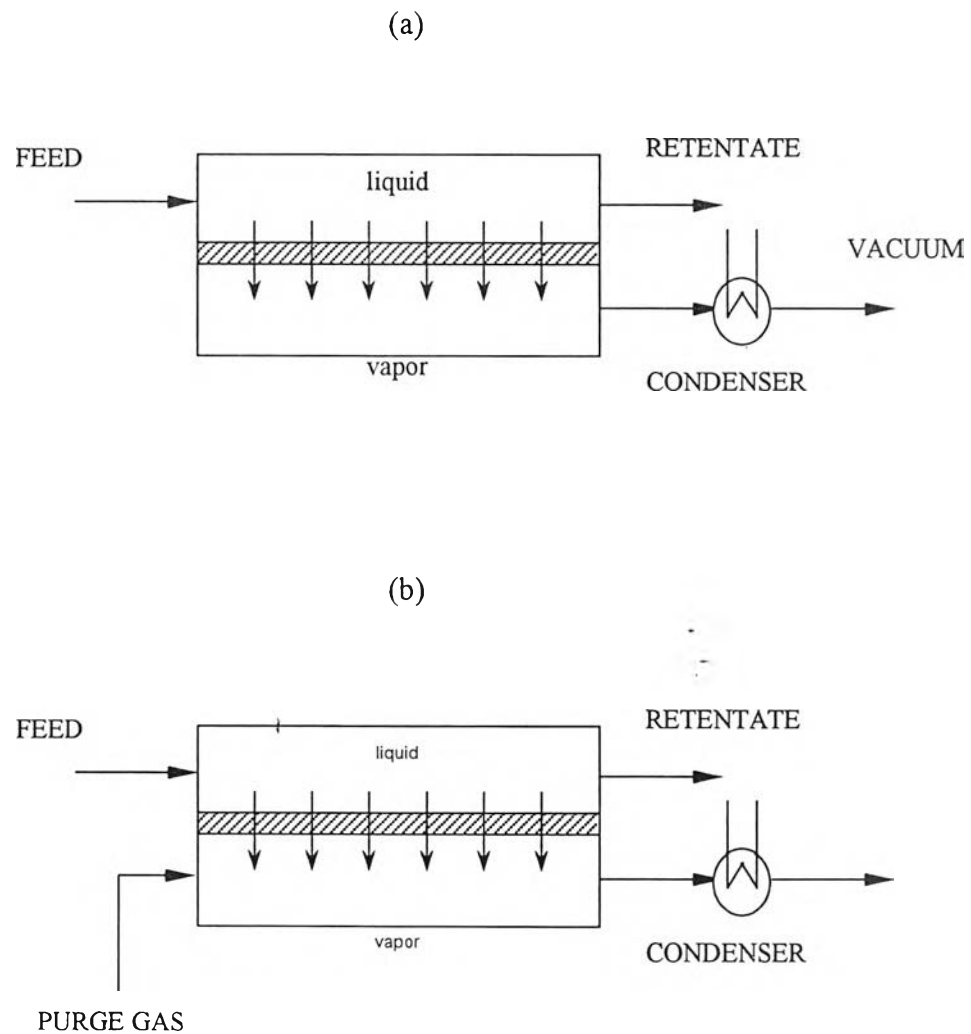 (a)
FEED
liquid
RETENTATE
VACUUM
vapor
CONDENSER
(b)
FEED
liquid
RETENTATE
vapor
CONDENSER
PURGE GAS